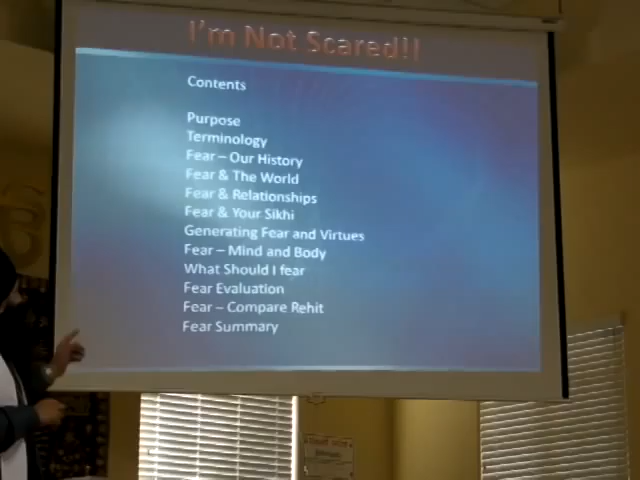 I'm Not Scared!!
Contents
Purpose
Terminology
Fear – Our History
Fear & The World
Fear & Relationships
Fear & Your Sikhi
Generating Fear and Virtues
Fear – Mind and Body
What Should I fear
Fear Evaluation
Fear – Compare Rehit
Fear Summary